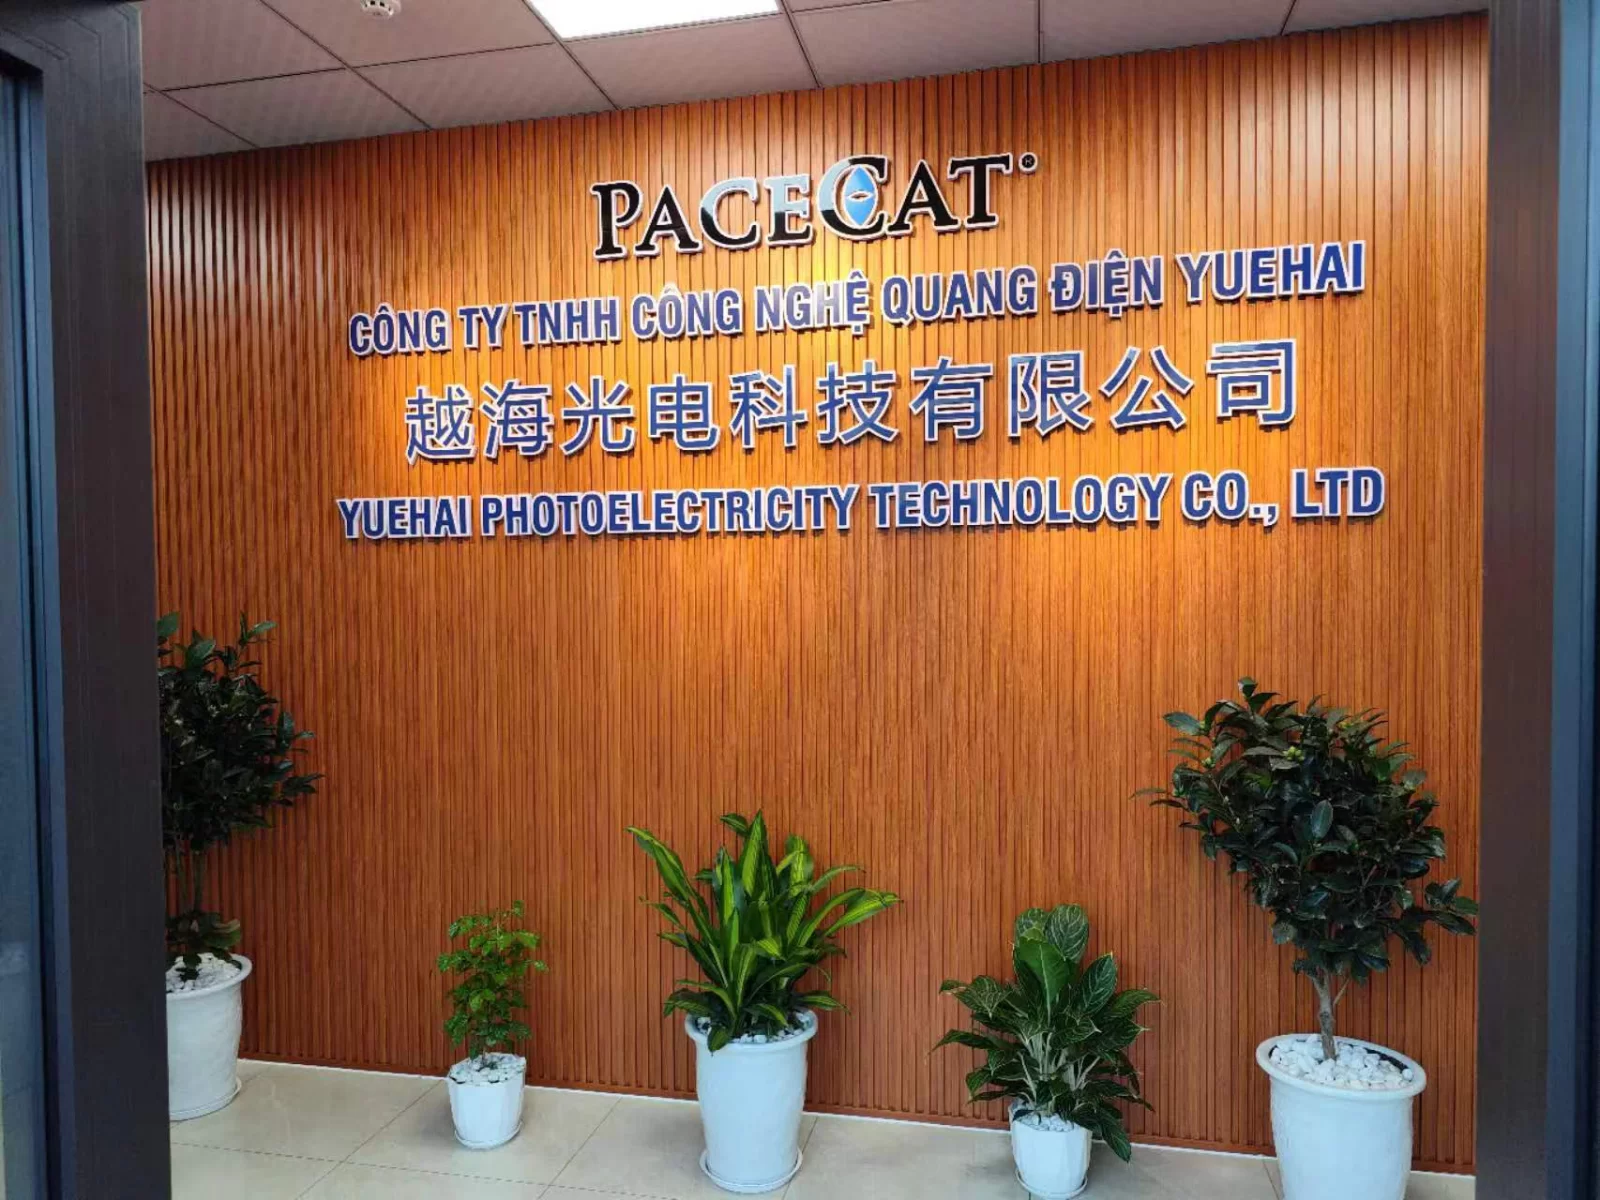 PACECAT®
CÔNG TY TNHH CÔNG NGHỆ QUANG ĐIỆN YUEHAI
越海光电科技有限公司
YUEHAI PHOTOELECTRICITY TECHNOLOGY CO., LTD